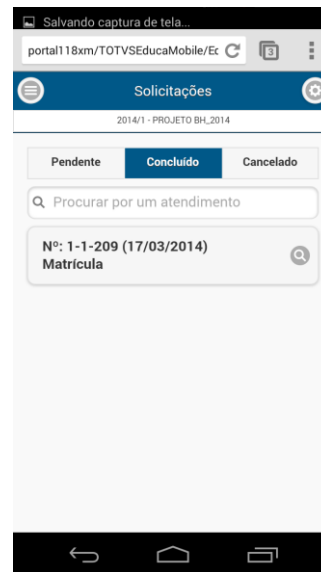 Salvando captura de tela...
portal118xm/TOTVSEducaMobile/Ec
3
Solicitações
2014/1 - PROJETO BH_2014
Pendente Concluído Cancelado
Procurar por um atendimento
Nº: 1-1-209 (17/03/2014)
Matrícula